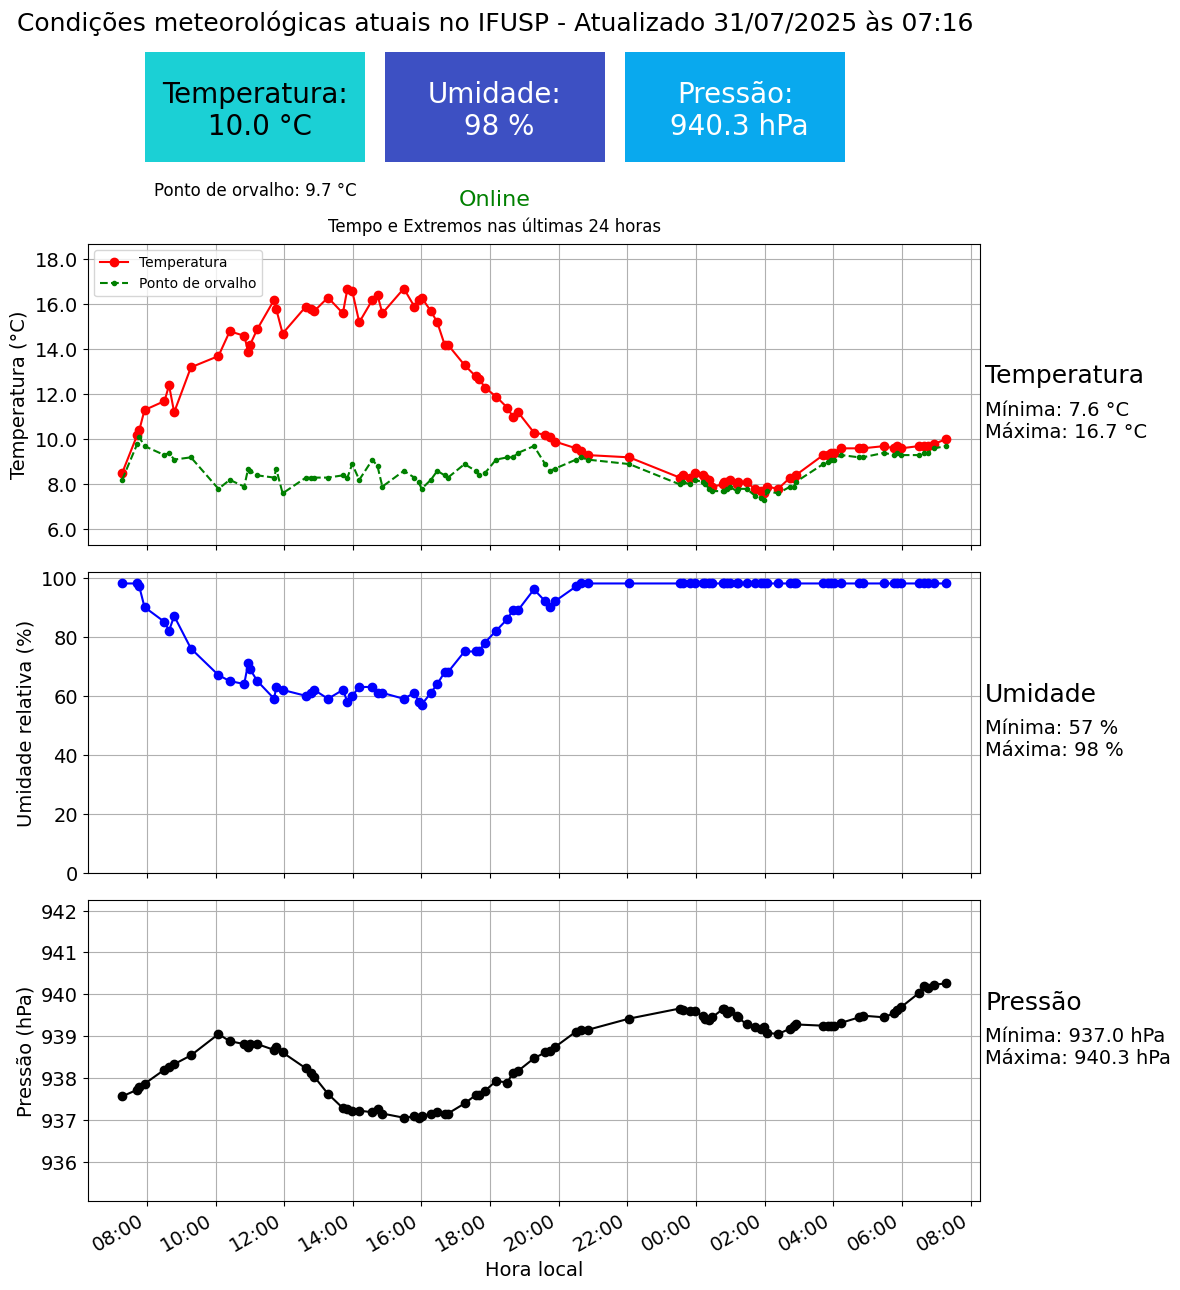 Condições meteorológicas atuais no IFUSP - Atualizado 31/07/2025 às 07:16
Temperatura:
10.0 °C
Umidade:
98 %
Pressão:
940.3 hPa
Ponto de orvalho: 9.7 °C
Online
Tempo e Extremos nas últimas 24 horas
Temperatura (°C)
18.0
16.0
14.0
12.0
10.0
8.0
6.0
Temperatura
Ponto de orvalho
Temperatura
Mínima: 7.6 °C
Máxima: 16.7 °C
Umidade relativa (%)
100
80
60
40
20
0
Umidade
Mínima: 57 %
Máxima: 98 %
Pressão (hPa)
942
941
940
939
938
937
936
Pressão
Mínima: 937.0 hPa
Máxima: 940.3 hPa
08:00
10:00
12:00
14:00
16:00
18:00
20:00
22:00
00:00
02:00
04:00
06:00
08:00
Hora local